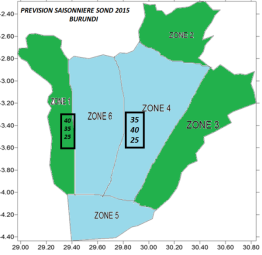 PREVISION SAISONNIERE SOND 2015
BURUNDI
-2.40
-2.60
-2.80
-3.00
-3.20
-3.40
-3.60
-3.80
-4.00
-4.20
-4.40
ZONE 2
ZONE 1
ZONE 6
ZONE 4
ZONE 3
ZONE 5
40
35
25
35
40
25
29.00 29.20 29.40 29.60 29.80 30.00 30.20 30.40 30.60 30.80